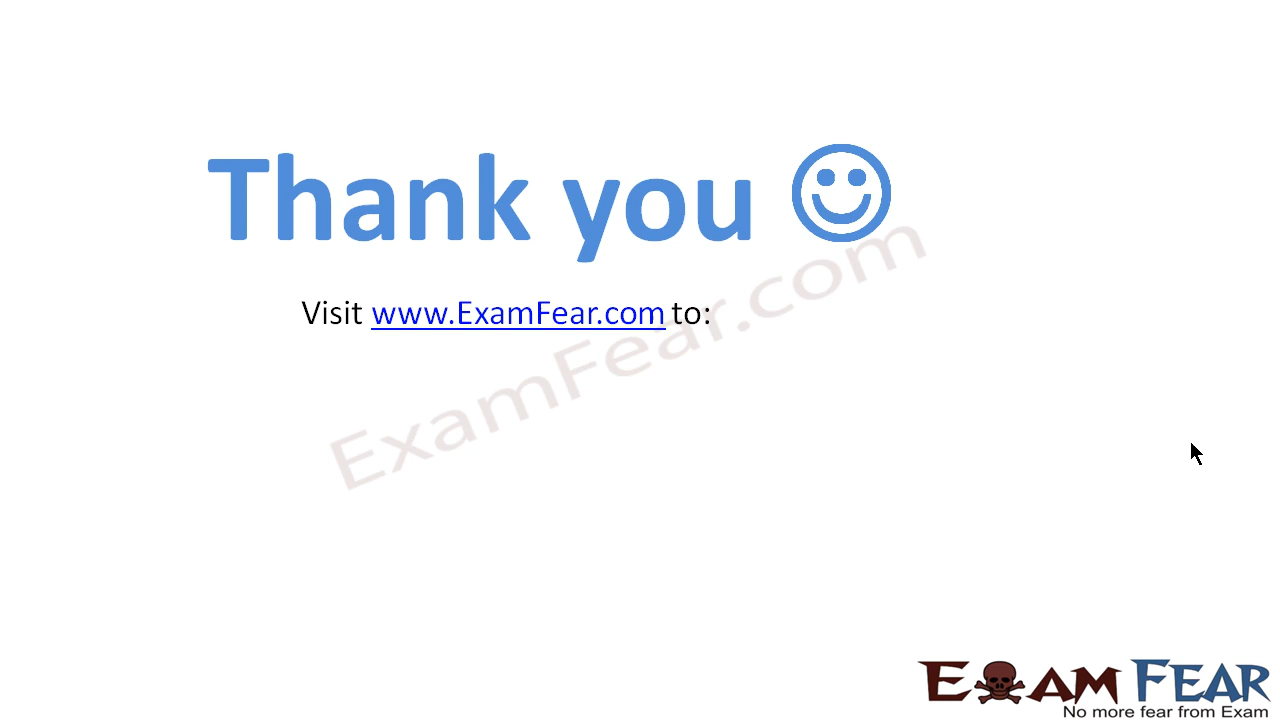 Thank you ☺
Visit www.ExamFear.com to:
ExamFear.com
EXAM FEAR
No more fear from Exam